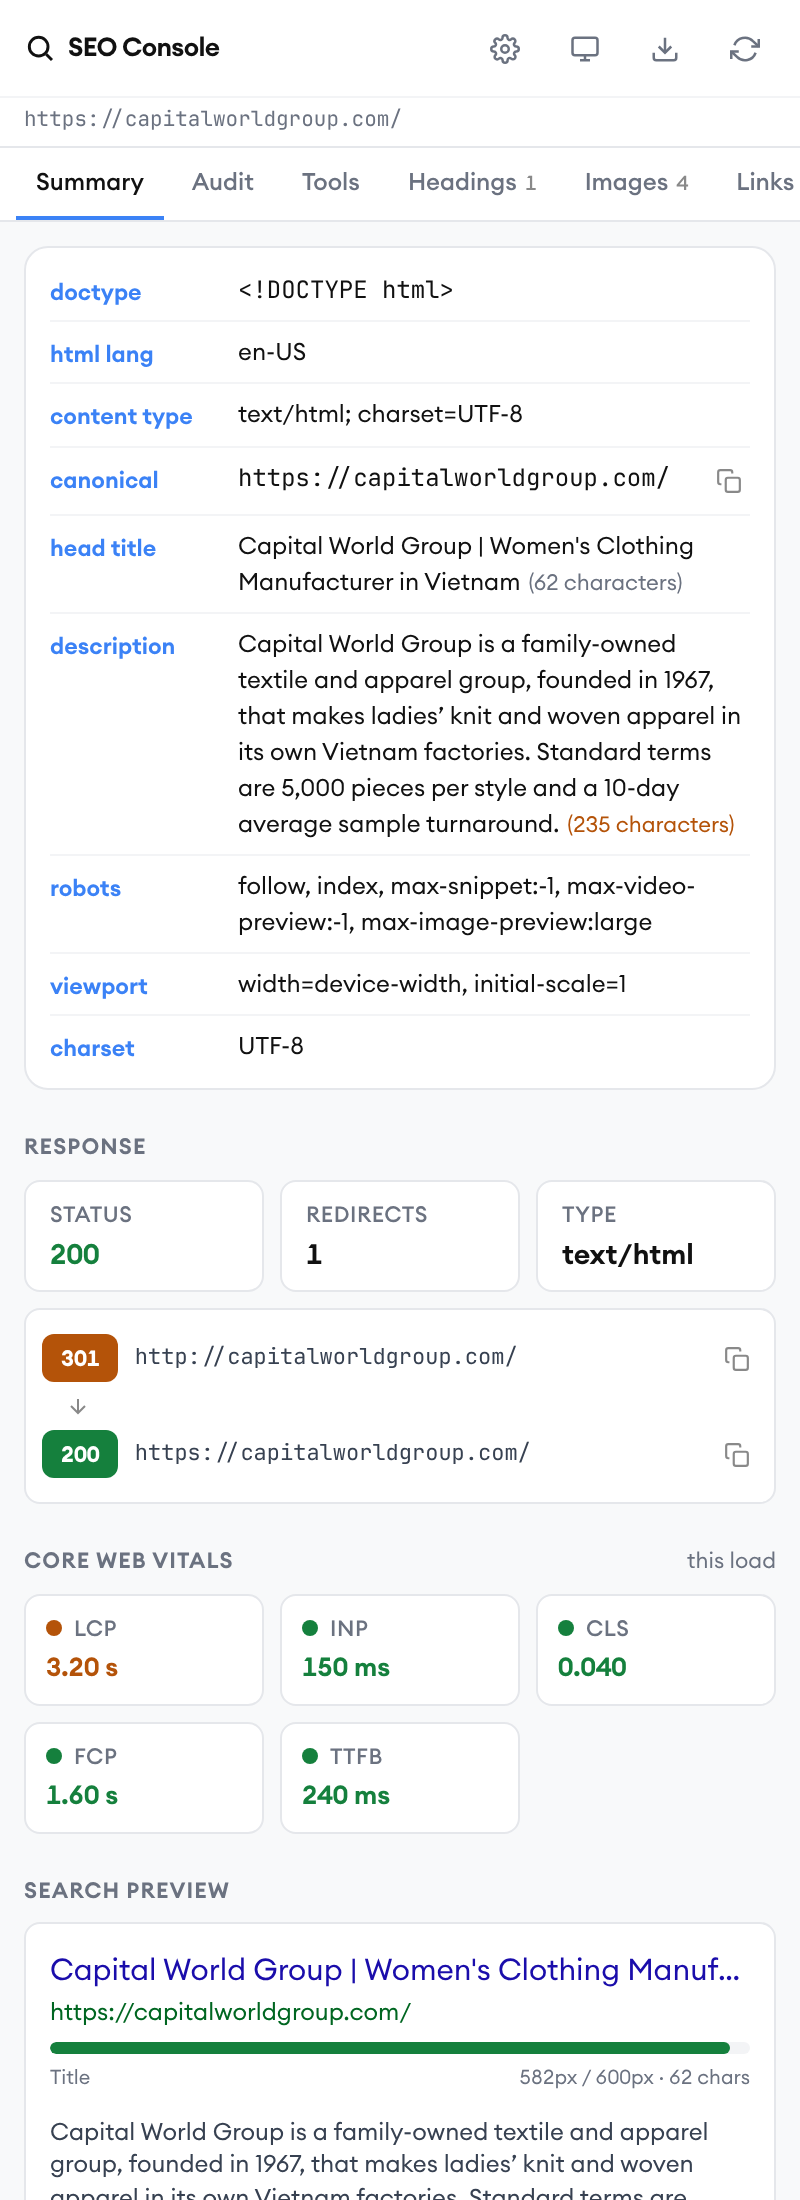 SEO Console
https://capitalworldgroup.com/
Summary Audit Tools Headings 1 Images 4 Links
doctype <!DOCTYPE html>
html lang en-US
content type text/html; charset=UTF-8
canonical https://capitalworldgroup.com/
head title Capital World Group | Women's Clothing
Manufacturer in Vietnam (62 characters)
description Capital World Group is a family-owned
textile and apparel group, founded in 1967,
that makes ladies’ knit and woven apparel in
its own Vietnam factories. Standard terms
are 5,000 pieces per style and a 10-day
average sample turnaround. (235 characters)
robots follow, index, max-snippet:-1, max-video-
preview:-1, max-image-preview:large
viewport width=device-width, initial-scale=1
charset UTF-8
RESPONSE
STATUS REDIRECTS TYPE
200 1 text/html
301 http://capitalworldgroup.com/
200 https://capitalworldgroup.com/
CORE WEB VITALS this load
LCP INP CLS
3.20 s 150 ms 0.040
FCP TTFB
1.60 s 240 ms
SEARCH PREVIEW
Capital World Group | Women's Clothing Manuf...
https://capitalworldgroup.com/
Title 582px / 600px · 62 chars
Capital World Group is a family-owned textile and apparel
group, founded in 1967, that makes ladies’ knit and woven
apparel in its own Vietnam factories. Standard terms are